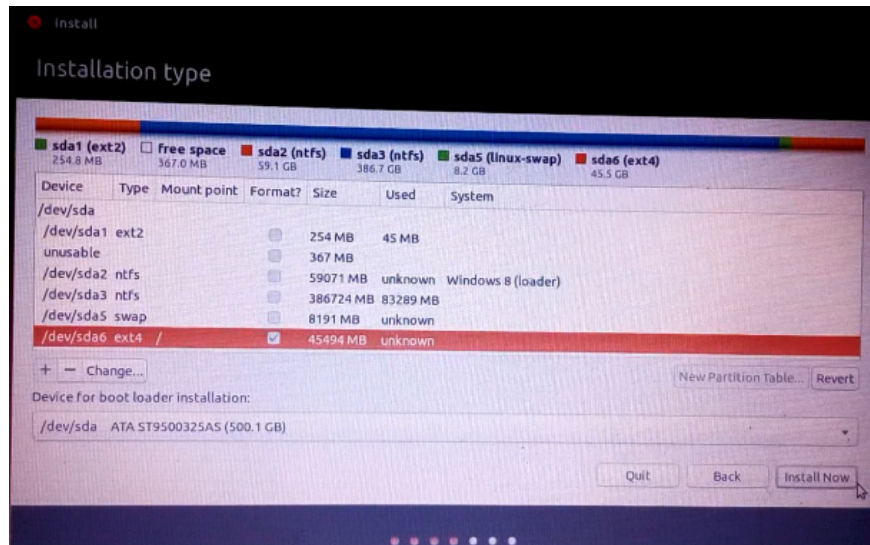 Install
Installation type
sda1 (ext2) free space sda2 (ntfs) sda3 (ntfs) sda5 (linux-swap) sda6 (ext4)
254.8 MB 367.0 MB 59.1 GB 386.7 GB 8.2 GB 45.5 GB
Device Type Mount point Format? Size Used System
/dev/sda
/dev/sda1 ext2 254 MB 45 MB
unusable 367 MB
/dev/sda2 ntfs 59071 MB unknown Windows 8 (loader)
/dev/sda3 ntfs 386724 MB 83289 MB
/dev/sda5 swap 8191 MB unknown
/dev/sda6 ext4 / 45494 MB unknown
+ − Change... New Partition Table... Revert
Device for boot loader installation:
/dev/sda ATA ST9500325AS (500.1 GB)
Quit Back Install Now